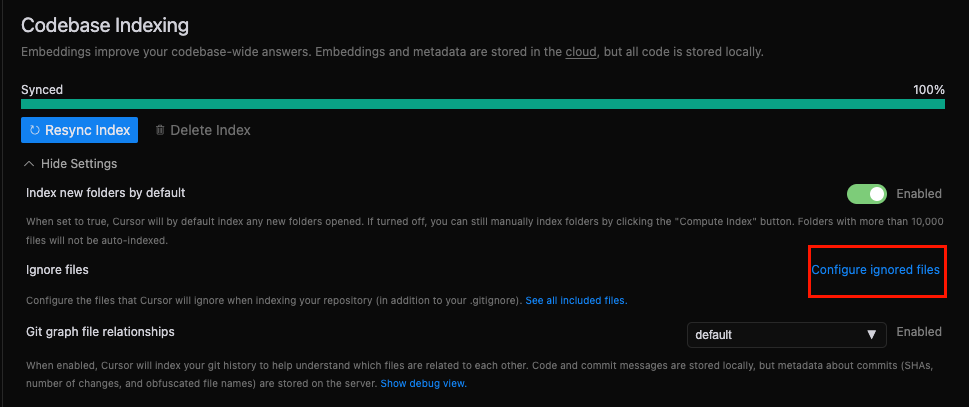 Codebase Indexing
Embeddings improve your codebase-wide answers. Embeddings and metadata are stored in the cloud, but all code is stored locally.
Synced 100%
Resync Index Delete Index
Hide Settings
Index new folders by default Enabled
When set to true, Cursor will by default index any new folders opened. If turned off, you can still manually index folders by clicking the "Compute Index" button. Folders with more than 10,000
files will not be auto-indexed.
Ignore files Configure ignored files
Configure the files that Cursor will ignore when indexing your repository (in addition to your .gitignore). See all included files.
Git graph file relationships default Enabled
When enabled, Cursor will index your git history to help understand which files are related to each other. Code and commit messages are stored locally, but metadata about commits (SHAs,
number of changes, and obfuscated file names) are stored on the server. Show debug view.